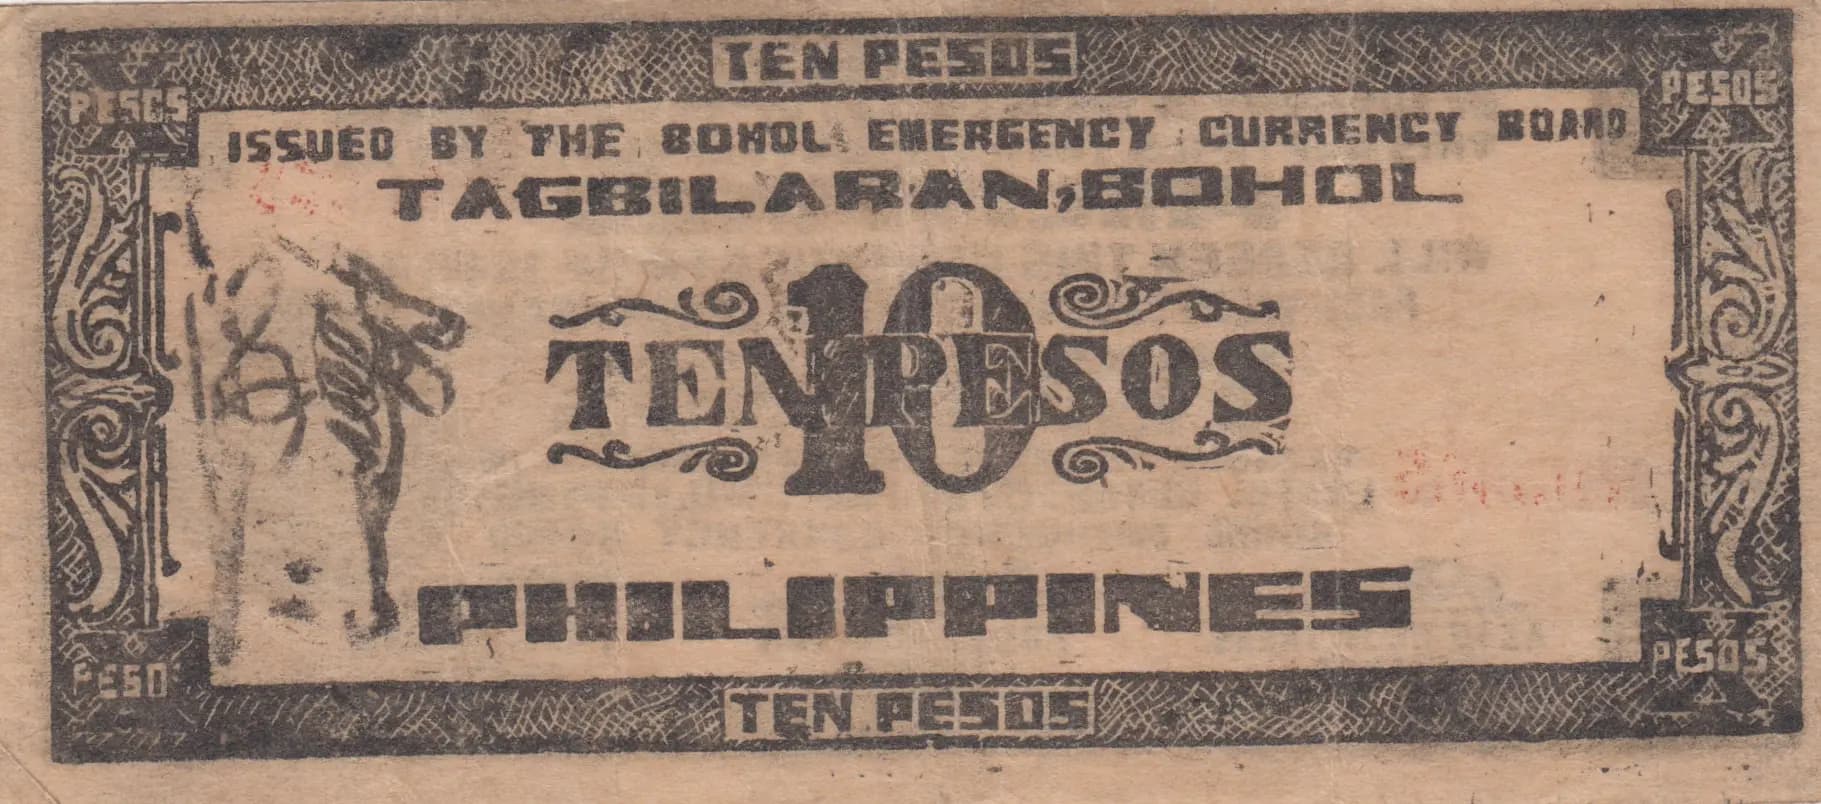 TEN PESOS
PESOS PESOS
ISSUED BY THE BOHOL EMERGENCY CURRENCY BOARD
TAGBILARAN, BOHOL
10
TEN PESOS
PHILIPPINES
PESO PESOS
TEN PESOS